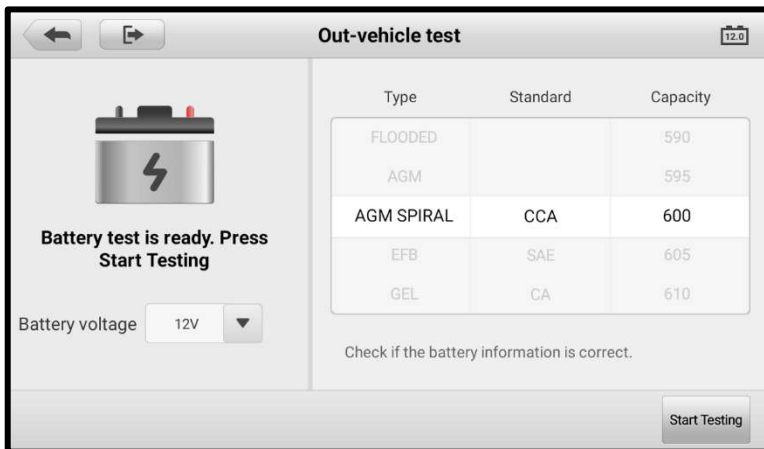 Out-vehicle test
12.0
Battery test is ready. Press
Start Testing
Battery voltage 12V
Type Standard Capacity
FLOODED 590
AGM 595
AGM SPIRAL CCA 600
EFB SAE 605
GEL CA 610
Check if the battery information is correct.
Start Testing